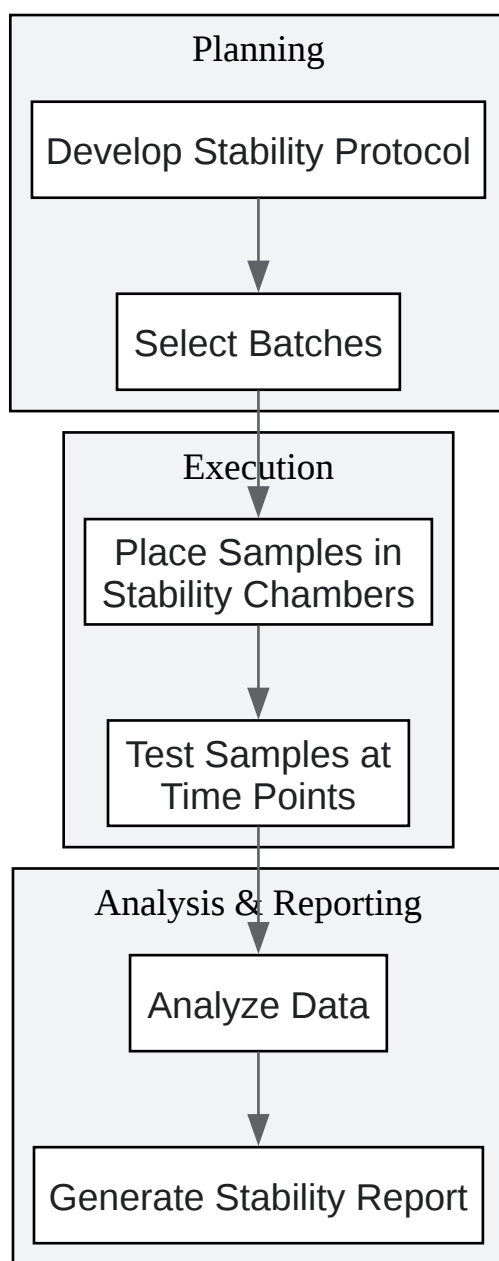 Planning
Develop Stability Protocol
Select Batches
Execution
Place Samples in
Stability Chambers
Test Samples at
Time Points
Analysis & Reporting
Analyze Data
Generate Stability Report